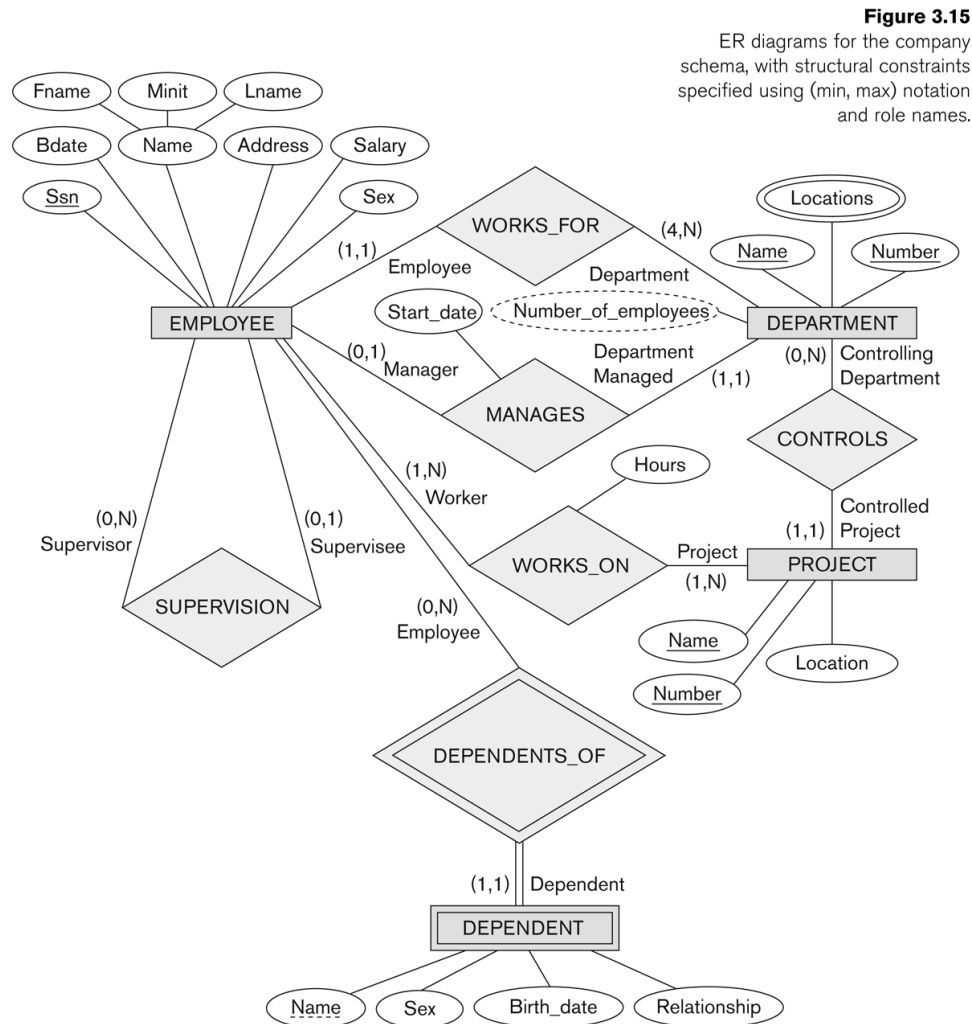 Figure 3.15
ER diagrams for the company
schema, with structural constraints
specified using (min, max) notation
and role names.
Fname
Minit
Lname
Bdate
Name
Address
Salary
Ssn
Sex
WORKS_FOR
(1,1)
Employee
(4,N)
Department
Locations
Name
Number
EMPLOYEE
Start_date
Number_of_employees
DEPARTMENT
(0,1)
Manager
MANAGES
Department
Managed
(1,1)
(0,N)
Controlling
Department
CONTROLS
(1,N)
Worker
Hours
(0,N)
Supervisor
(0,1)
Supervisee
SUPERVISION
WORKS_ON
Project
(1,N)
Controlled
Project
(1,1)
PROJECT
(0,N)
Employee
Name
Number
Location
DEPENDENTS_OF
(1,1)
Dependent
DEPENDENT
Name
Sex
Birth_date
Relationship